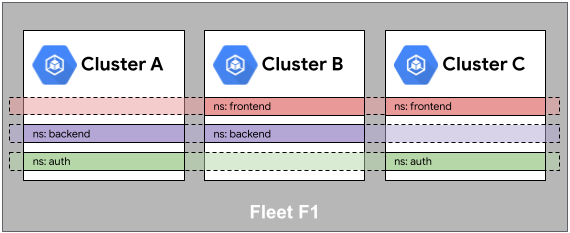 Cluster A
Cluster B
Cluster C
ns: frontend
ns: frontend
ns: backend
ns: backend
ns: auth
ns: auth
Fleet F1